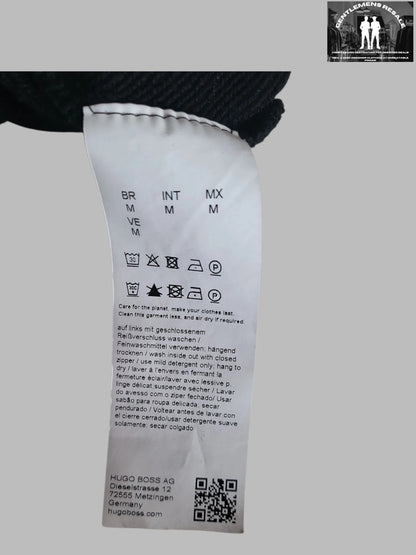 GENTLEMENS RESALE
BR INT MX
M M M
VE
M
30 P
P
Care for the planet, make your clothes last.
Clean this garment less, and air dry if required.
auf links mit geschlossenem
Reißverschluss waschen /
Feinwaschmittel verwenden; hängend
trocknen / wash inside out with closed
zipper / use mild detergent only; hang to
dry / laver à l'envers en fermant la
fermeture éclair/laver avec lessive p.
linge délicat;suspendre sécher / Lavar
do avesso com o zíper fechado/ Usar
sabão para roupa delicada; secar
pendurado / Voltear antes de lavar con
el cierre cerrado/usar detergente suave
solamente; secar colgado
HUGO BOSS AG
Dieselstrasse 12
72555 Metzingen
Germany
hugoboss.com